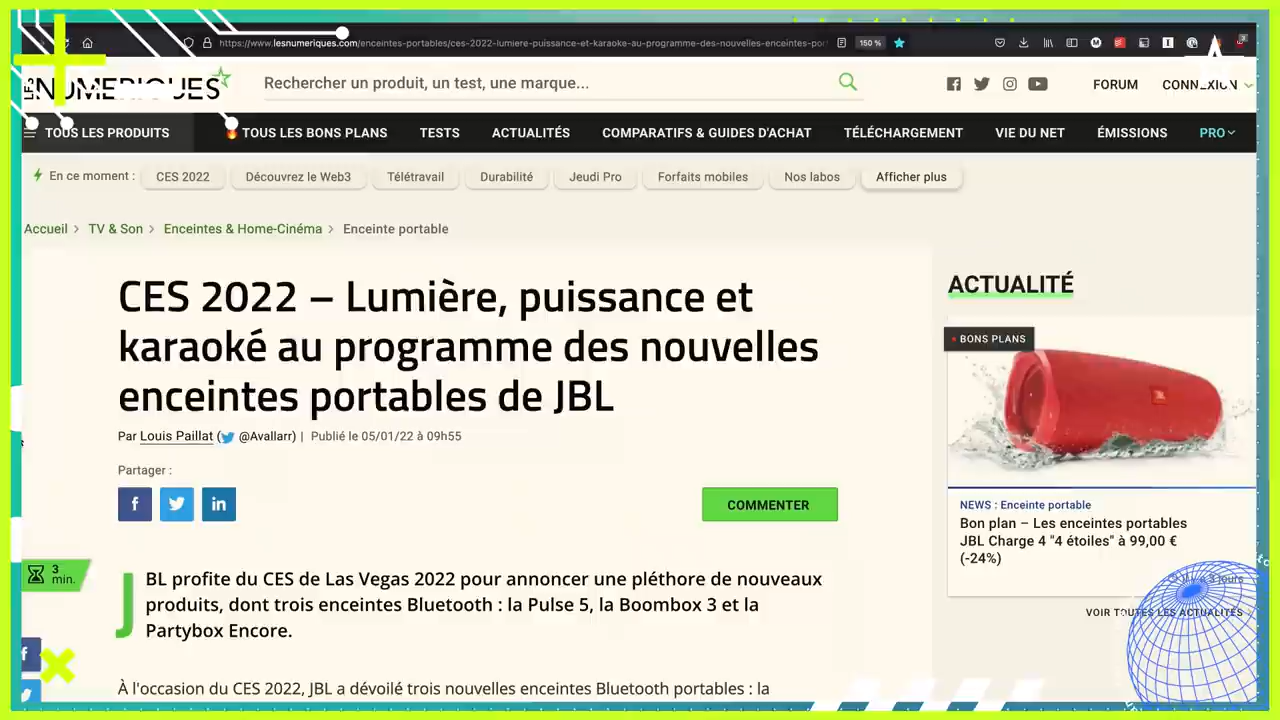 https://www.lesnumeriques.com/enceintes-portables/ces-2022-lumiere-puissance-et-karaoke-au-programme-des-nouvelles-enceintes-por
150 %
LES NUMERIQUES
Rechercher un produit, un test, une marque...
FORUM
CONNEXION
TOUS LES PRODUITS
TOUS LES BONS PLANS
TESTS
ACTUALITÉS
COMPARATIFS & GUIDES D'ACHAT
TÉLÉCHARGEMENT
VIE DU NET
ÉMISSIONS
PRO
En ce moment :
CES 2022
Découvrez le Web3
Télétravail
Durabilité
Jeudi Pro
Forfaits mobiles
Nos labos
Afficher plus
Accueil > TV & Son > Enceintes & Home-Cinéma > Enceinte portable
CES 2022 – Lumière, puissance et
karaoké au programme des nouvelles
enceintes portables de JBL
Par Louis Paillat ( @Avallarr) | Publié le 05/01/22 à 09h55
Partager :
COMMENTER
3
min.
JBL profite du CES de Las Vegas 2022 pour annoncer une pléthore de nouveaux
produits, dont trois enceintes Bluetooth : la Pulse 5, la Boombox 3 et la
Partybox Encore.
À l'occasion du CES 2022, JBL a dévoilé trois nouvelles enceintes Bluetooth portables : la
ACTUALITÉ
BONS PLANS
NEWS : Enceinte portable
Bon plan – Les enceintes portables
JBL Charge 4 "4 étoiles" à 99,00 €
(-24%)
VOIR TOUTES LES ACTUALITÉS